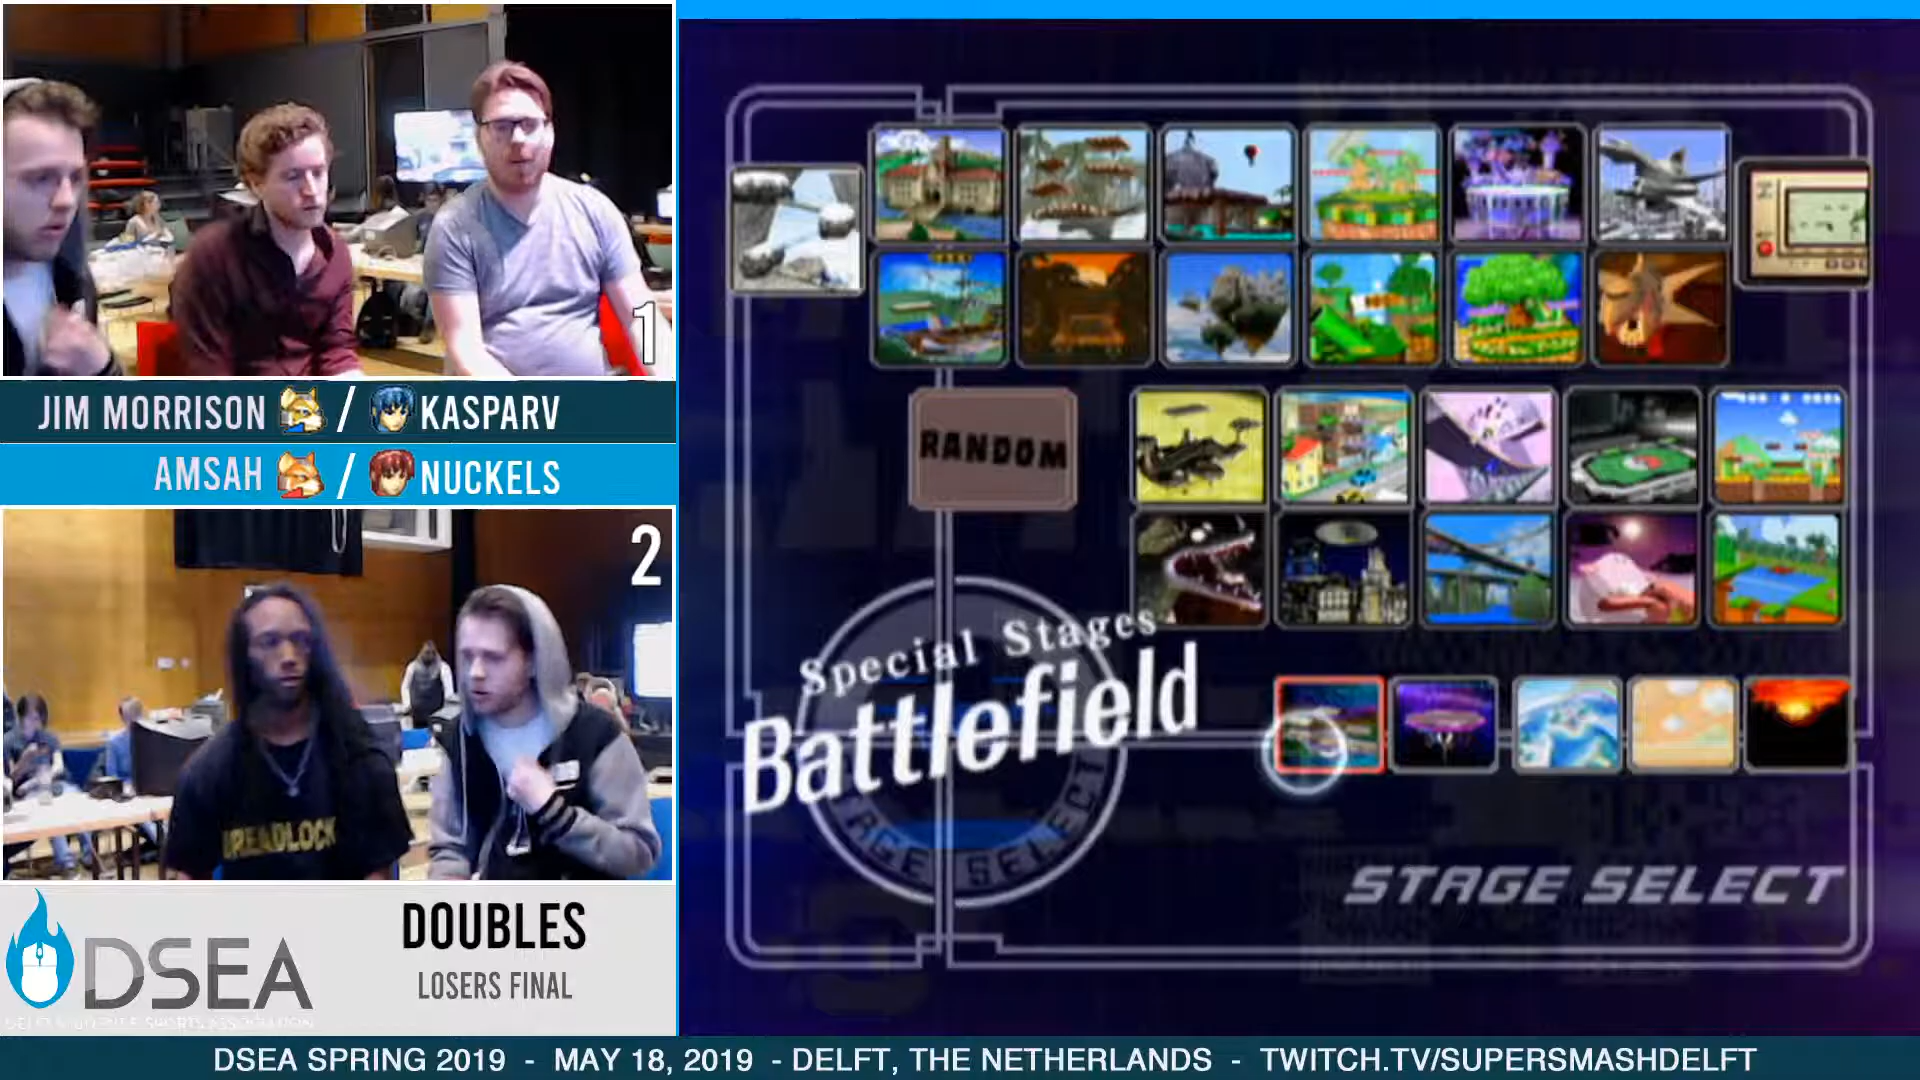 1
JIM MORRISON / KASPARV
AMSAH / NUCKELS
2
DREADLOCK
DSEA
DOUBLES
LOSERS FINAL
RANDOM
Special Stages
Battlefield
STAGE SELECT
DSEA SPRING 2019 - MAY 18, 2019 - DELFT, THE NETHERLANDS - TWITCH.TV/SUPERSMASHDELFT